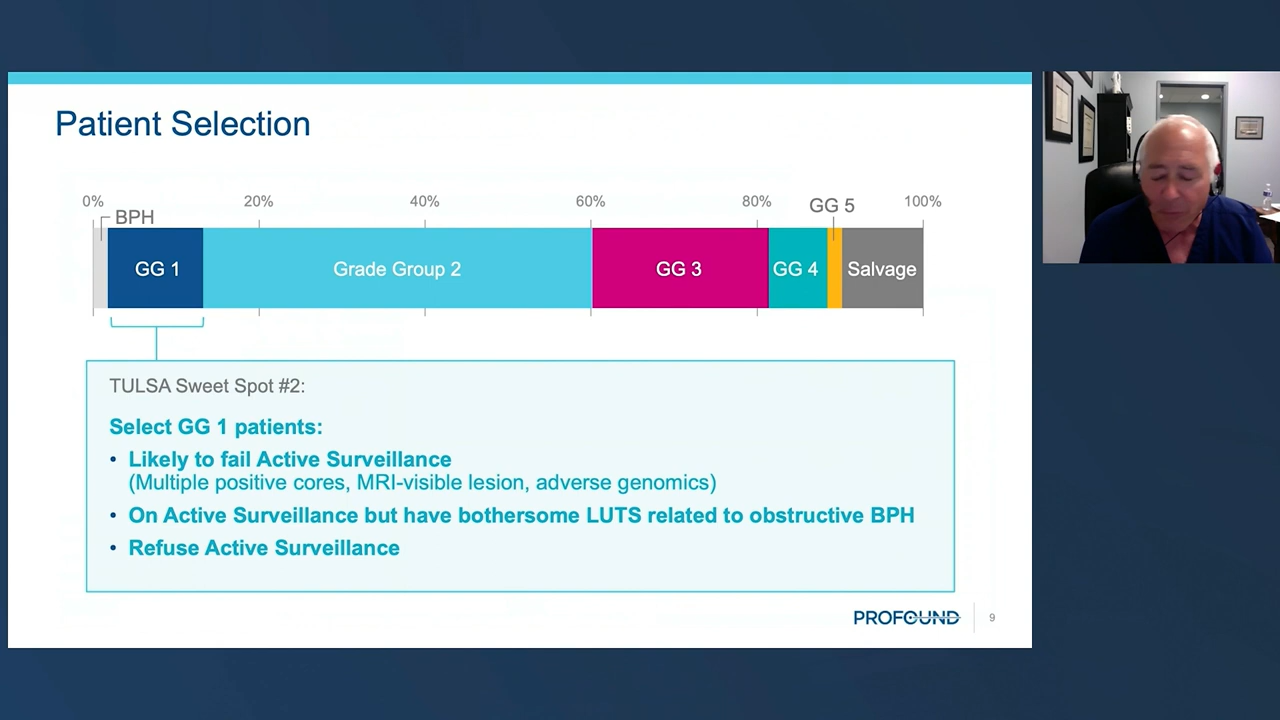 Patient Selection
0% 20% 40% 60% 80% 100%
BPH
GG 5
GG 1
Grade Group 2
GG 3
GG 4
Salvage
TULSA Sweet Spot #2:
Select GG 1 patients:
• Likely to fail Active Surveillance
(Multiple positive cores, MRI-visible lesion, adverse genomics)
• On Active Surveillance but have bothersome LUTS related to obstructive BPH
• Refuse Active Surveillance
PROFOUND
9